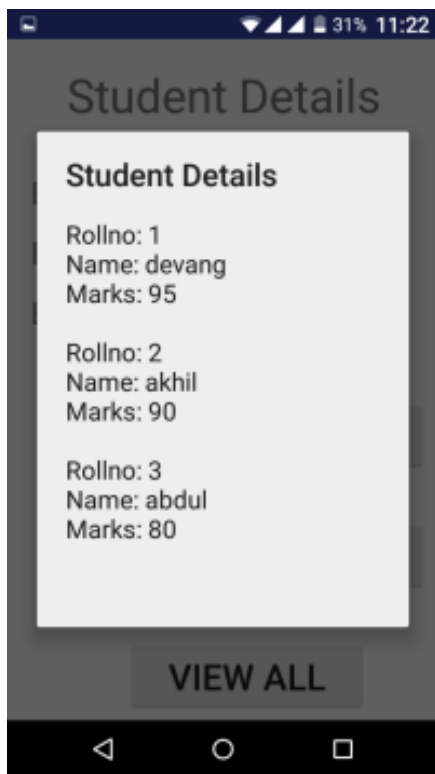 31% 11:22
Student Details
Student Details
Rollno: 1
Name: devang
Marks: 95
Rollno: 2
Name: akhil
Marks: 90
Rollno: 3
Name: abdul
Marks: 80
VIEW ALL